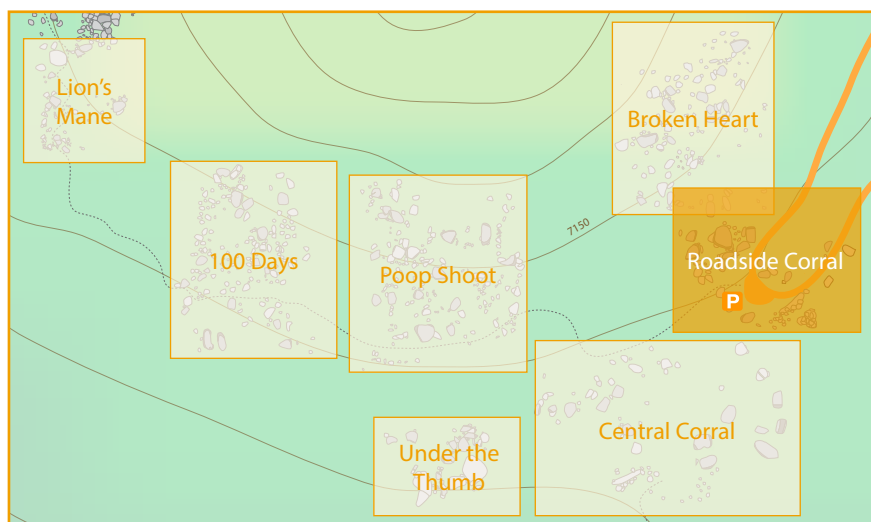 Lion's
Mane
Broken Heart
7150
100 Days
Poop Shoot
Roadside Corral
P
Under the
Thumb
Central Corral